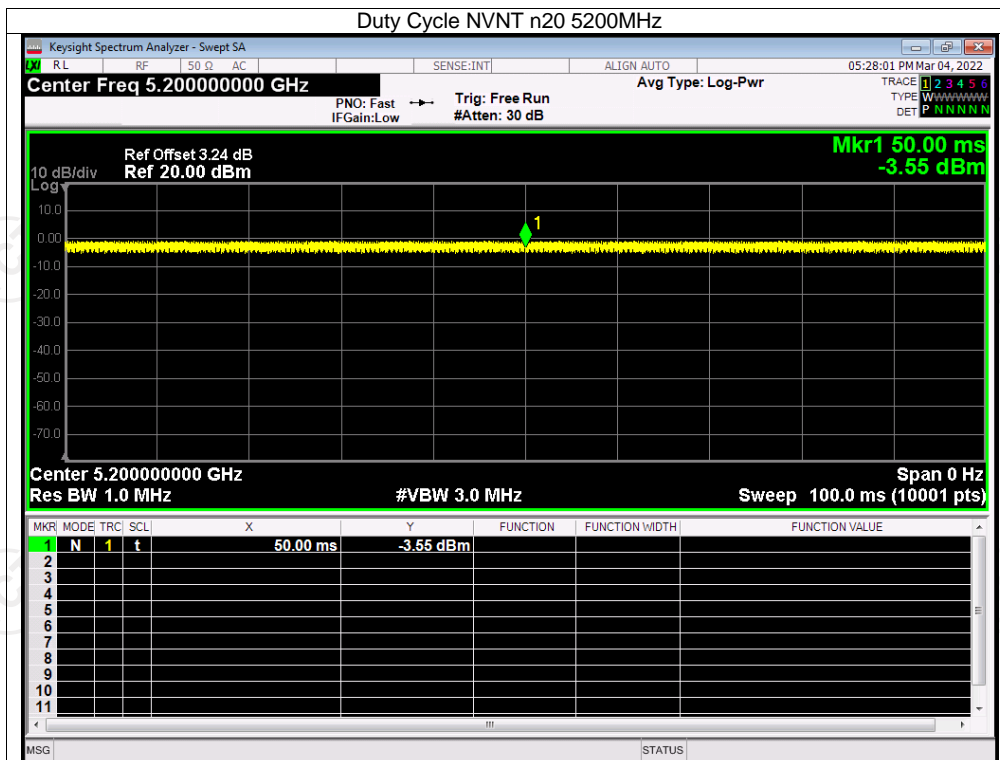 Duty Cycle NVNT n20 5200MHz
Keysight Spectrum Analyzer - Swept SA
LXI RL RF 50 Ω AC SENSE:INT ALIGN AUTO 05:28:01 PM Mar 04, 2022
Center Freq 5.200000000 GHz
PNO: Fast
IFGain:Low
Trig: Free Run
#Atten: 30 dB
Avg Type: Log-Pwr
TRACE 1 2 3 4 5 6
TYPE WWWWWW
DET P N N N N N
Ref Offset 3.24 dB
10 dB/div Ref 20.00 dBm
Log
Mkr1 50.00 ms
-3.55 dBm
10.0
0.00
-10.0
-20.0
-30.0
-40.0
-50.0
-60.0
-70.0
1
Center 5.200000000 GHz Span 0 Hz
Res BW 1.0 MHz #VBW 3.0 MHz Sweep 100.0 ms (10001 pts)
MKR MODE TRC SCL X Y FUNCTION FUNCTION WIDTH FUNCTION VALUE
1 N 1 t 50.00 ms -3.55 dBm
2
3
4
5
6
7
8
9
10
11
MSG STATUS